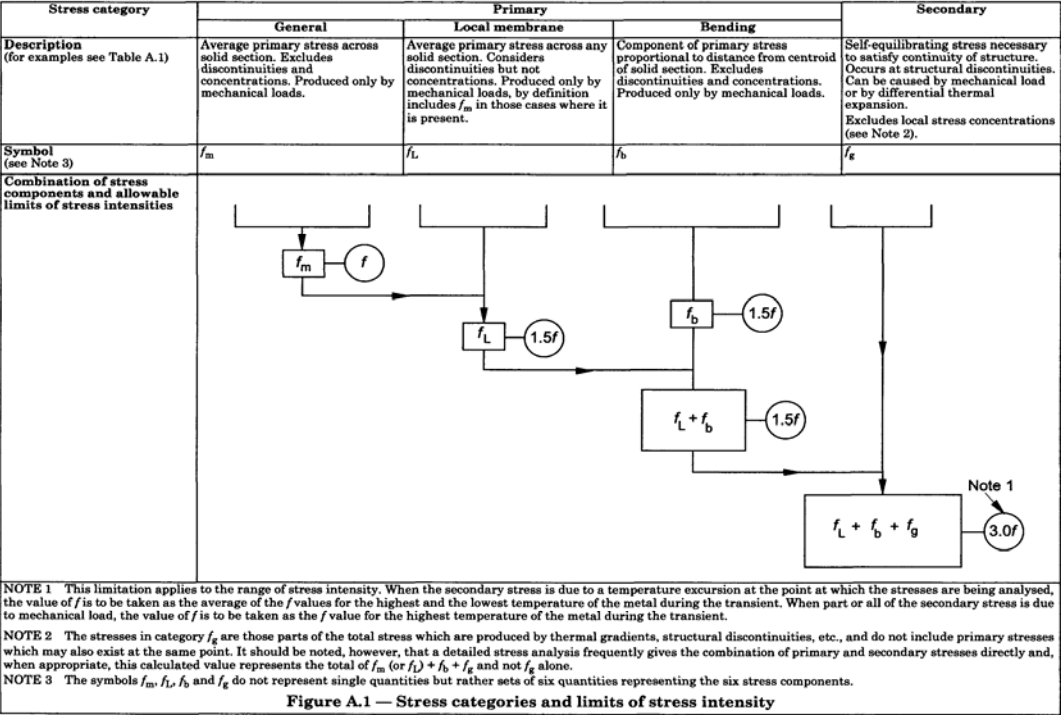 Stress category
Primary
Secondary
General
Local membrane
Bending
Description
(for examples see Table A.1)
Average primary stress across
solid section. Excludes
discontinuities and
concentrations. Produced only by
mechanical loads.
Average primary stress across any
solid section. Considers
discontinuities but not
concentrations. Produced only by
mechanical loads, by definition
includes fm in those cases where it
is present.
Component of primary stress
proportional to distance from centroid
of solid section. Excludes
discontinuities and concentrations.
Produced only by mechanical loads.
Self-equilibrating stress necessary
to satisfy continuity of structure.
Occurs at structural discontinuities.
Can be caused by mechanical load
or by differential thermal
expansion.
Excludes local stress concentrations
(see Note 2).
Symbol
(see Note 3)
fm
fL
fb
fg
Combination of stress
components and allowable
limits of stress intensities
fm
f
fL
1.5f
fb
1.5f
fL + fb
1.5f
Note 1
fL + fb + fg
3.0f
NOTE 1 This limitation applies to the range of stress intensity. When the secondary stress is due to a temperature excursion at the point at which the stresses are being analysed,
the value of f is to be taken as the average of the f values for the highest and the lowest temperature of the metal during the transient. When part or all of the secondary stress is due
to mechanical load, the value of f is to be taken as the f value for the highest temperature of the metal during the transient.
NOTE 2 The stresses in category fg are those parts of the total stress which are produced by thermal gradients, structural discontinuities, etc., and do not include primary stresses
which may also exist at the same point. It should be noted, however, that a detailed stress analysis frequently gives the combination of primary and secondary stresses directly and,
when appropriate, this calculated value represents the total of fm (or fL) + fb + fg and not fg alone.
NOTE 3 The symbols fm, fL, fb and fg do not represent single quantities but rather sets of six quantities representing the six stress components.
Figure A.1 — Stress categories and limits of stress intensity